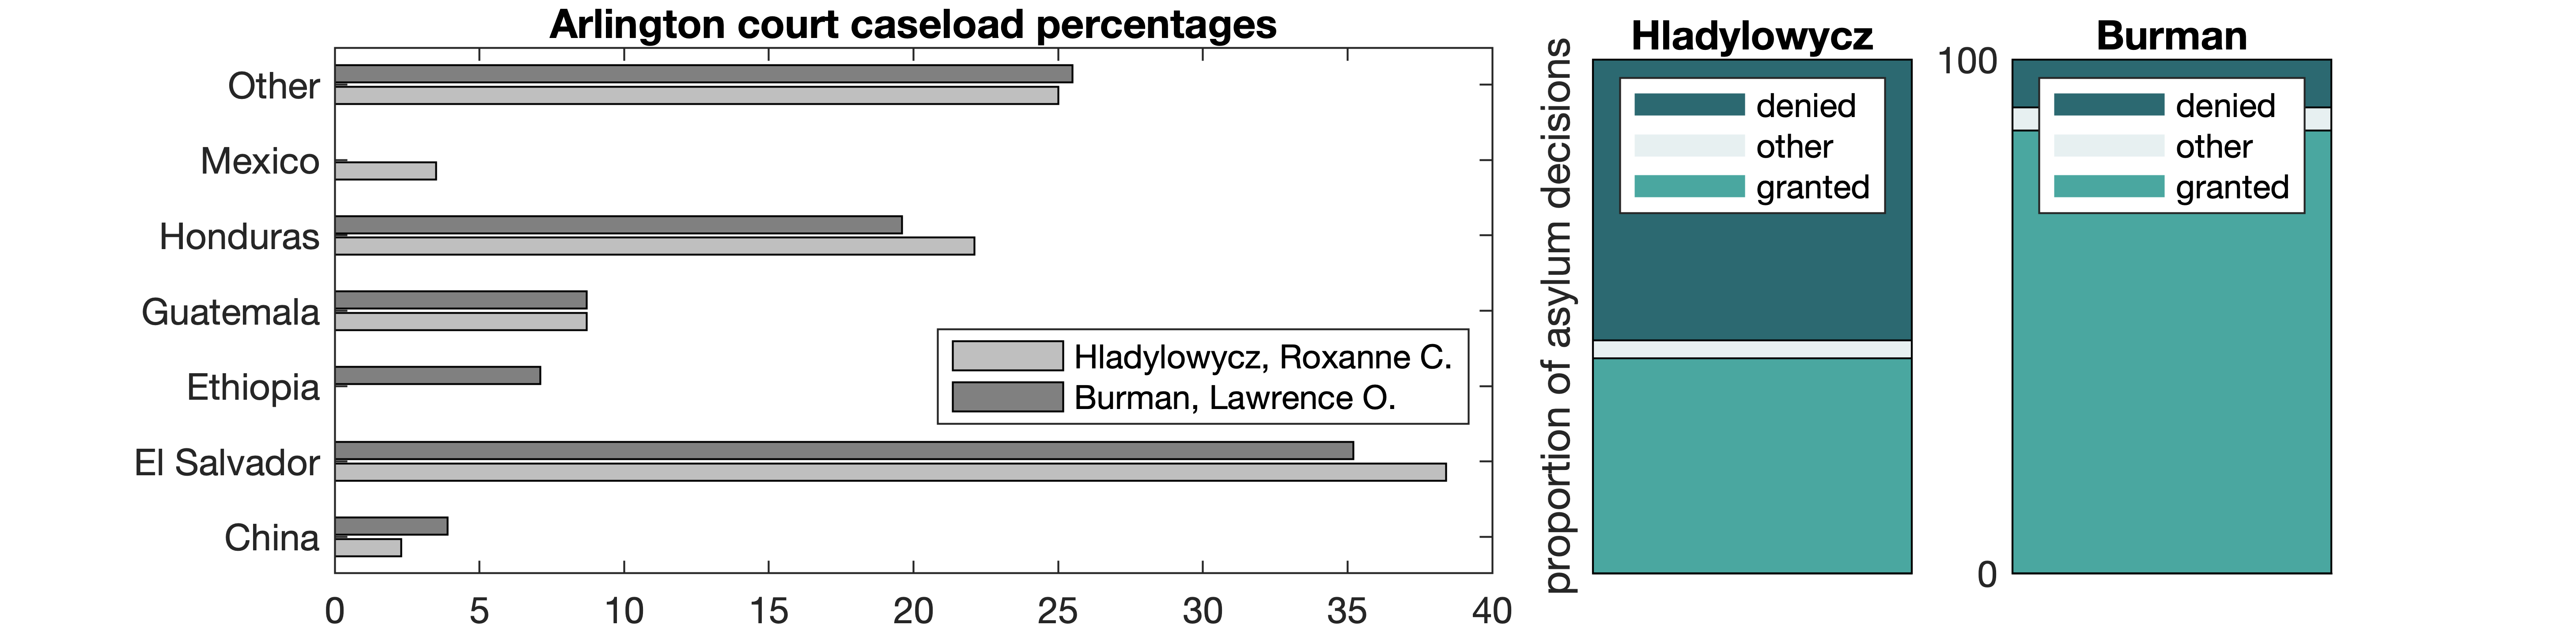 Arlington court caseload percentages
Other
Mexico
Honduras
Guatemala
Ethiopia
El Salvador
China
0 5 10 15 20 25 30 35 40
Hladylowycz, Roxanne C.
Burman, Lawrence O.
proportion of asylum decisions
Hladylowycz
denied
other
granted
Burman
100
0
denied
other
granted